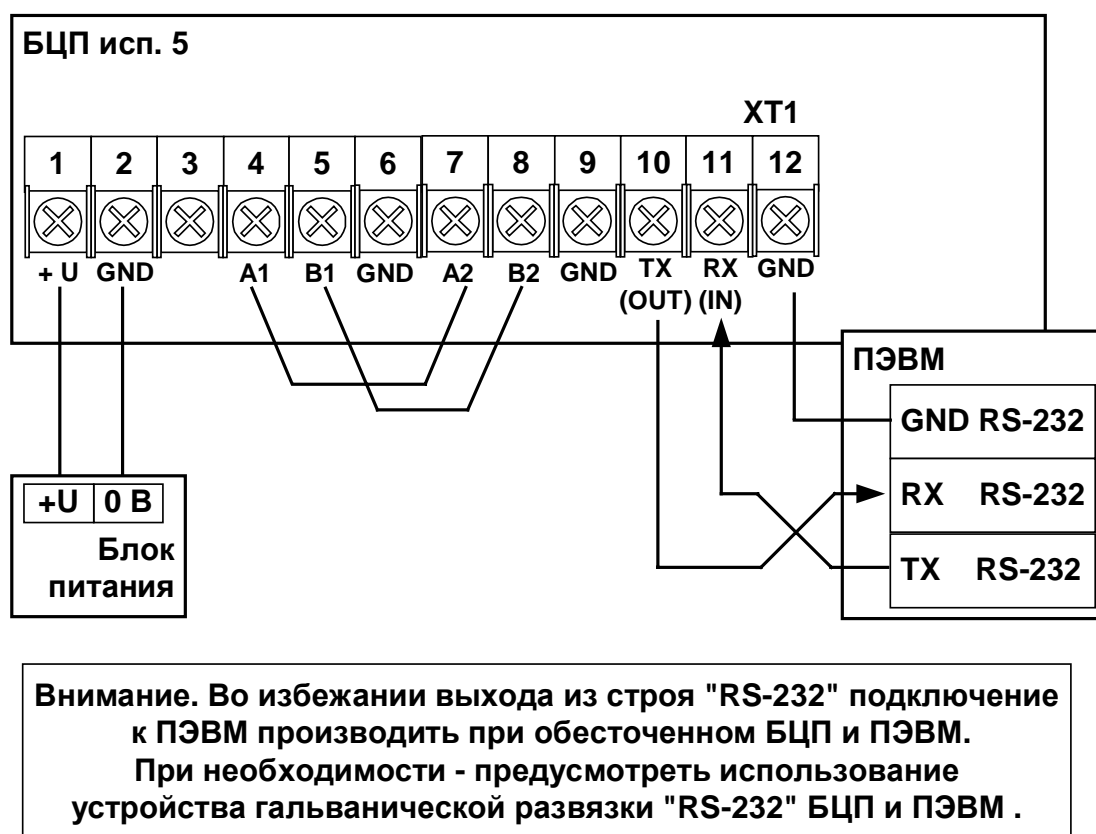 БЦП исп. 5
XT1
1 2 3 4 5 6 7 8 9 10 11 12
+ U GND A1 B1 GND A2 B2 GND TX RX GND
(OUT) (IN)
ПЭВМ
GND RS-232
RX RS-232
TX RS-232
+U 0 В
Блок
питания
Внимание. Во избежании выхода из строя "RS-232" подключение
к ПЭВМ производить при обесточенном БЦП и ПЭВМ.
При необходимости - предусмотреть использование
устройства гальванической развязки "RS-232" БЦП и ПЭВМ .